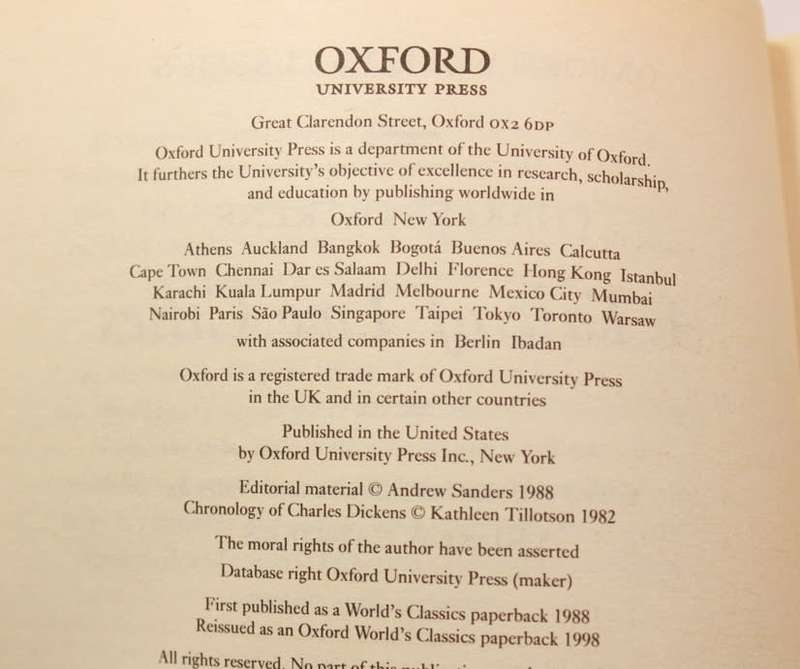 OXFORD
UNIVERSITY PRESS
Great Clarendon Street, Oxford OX2 6DP
Oxford University Press is a department of the University of Oxford.
It furthers the University's objective of excellence in research, scholarship,
and education by publishing worldwide in
Oxford New York
Athens Auckland Bangkok Bogotá Buenos Aires Calcutta
Cape Town Chennai Dar es Salaam Delhi Florence Hong Kong Istanbul
Karachi Kuala Lumpur Madrid Melbourne Mexico City Mumbai
Nairobi Paris São Paulo Singapore Taipei Tokyo Toronto Warsaw
with associated companies in Berlin Ibadan
Oxford is a registered trade mark of Oxford University Press
in the UK and in certain other countries
Published in the United States
by Oxford University Press Inc., New York
Editorial material © Andrew Sanders 1988
Chronology of Charles Dickens © Kathleen Tillotson 1982
The moral rights of the author have been asserted
Database right Oxford University Press (maker)
First published as a World's Classics paperback 1988
Reissued as an Oxford World's Classics paperback 1998
All rights reserved. No part of this